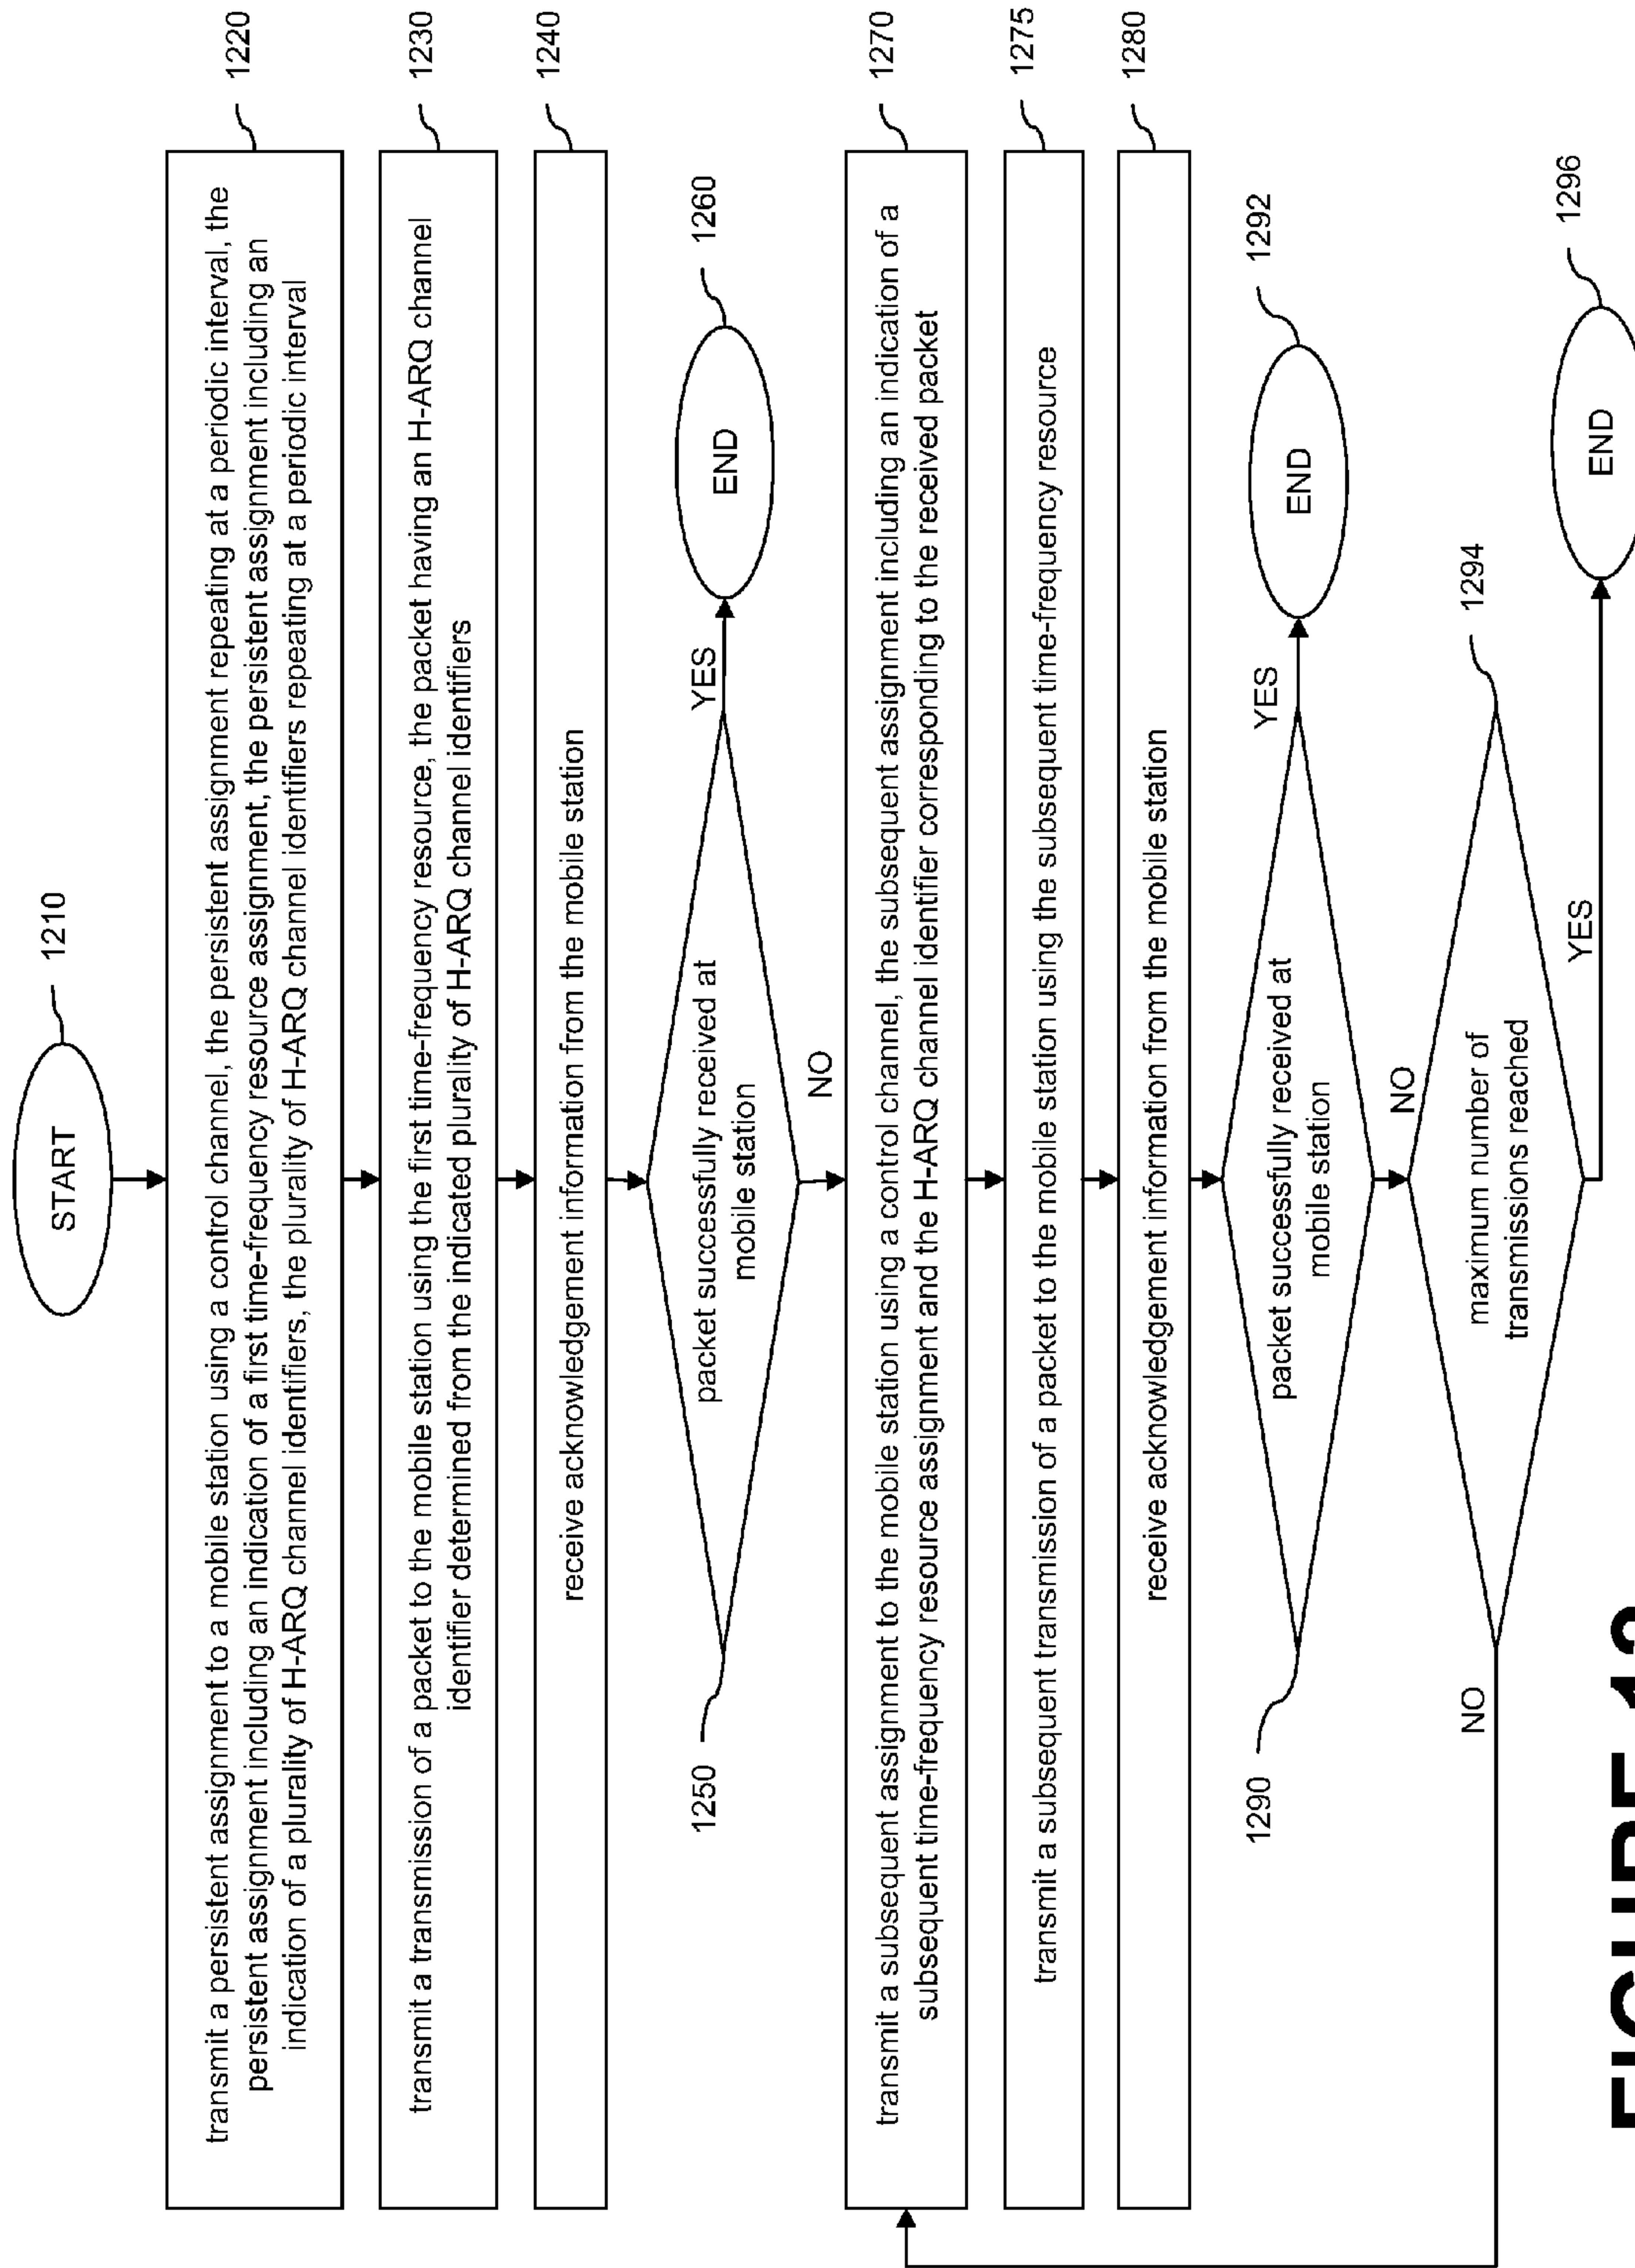 START
1210
transmit a persistent assignment to a mobile station using a control channel, the persistent assignment repeating at a periodic interval, the
persistent assignment including an indication of a first time-frequency resource assignment, the persistent assignment including an
indication of a plurality of H-ARQ channel identifiers, the plurality of H-ARQ channel identifiers repeating at a periodic interval
1220
transmit a transmission of a packet to the mobile station using the first time-frequency resource, the packet having an H-ARQ channel
identifier determined from the indicated plurality of H-ARQ channel identifiers
1230
receive acknowledgement information from the mobile station
1240
1250
packet successfully received at
mobile station
YES
END
1260
NO
transmit a subsequent assignment to the mobile station using a control channel, the subsequent assignment including an indication of a
subsequent time-frequency resource assignment and the H-ARQ channel identifier corresponding to the received packet
1270
transmit a subsequent transmission of a packet to the mobile station using the subsequent time-frequency resource
1275
receive acknowledgement information from the mobile station
1280
1290
packet successfully received at
mobile station
YES
END
1292
NO
maximum number of
transmissions reached
1294
NO
YES
END
1296